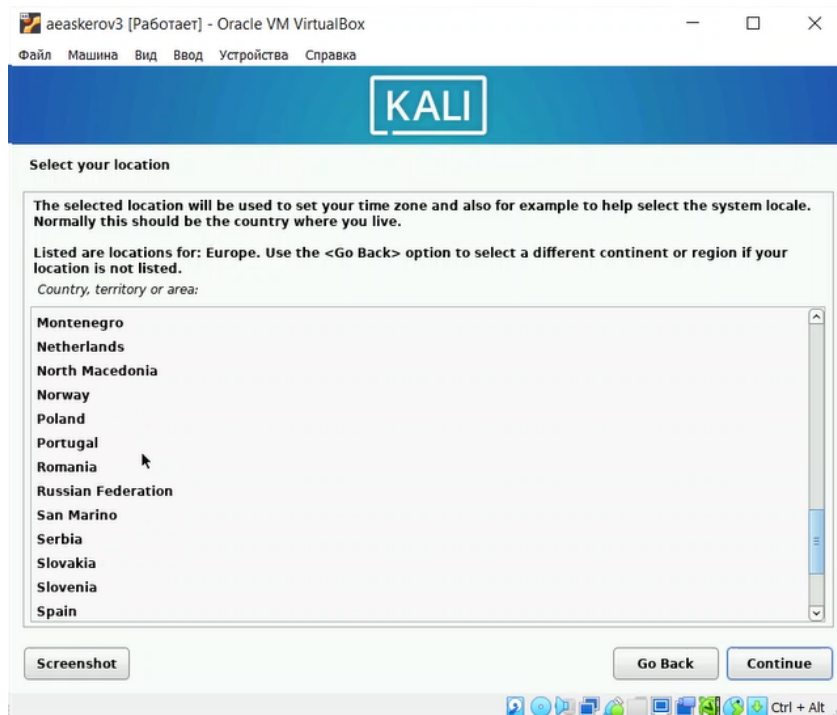 aeaskerov3 [Работает] - Oracle VM VirtualBox
Файл Машина Вид Ввод Устройства Справка
KALI
Select your location
The selected location will be used to set your time zone and also for example to help select the system locale.
Normally this should be the country where you live.
Listed are locations for: Europe. Use the <Go Back> option to select a different continent or region if your
location is not listed.
Country, territory or area:
Montenegro
Netherlands
North Macedonia
Norway
Poland
Portugal
Romania
Russian Federation
San Marino
Serbia
Slovakia
Slovenia
Spain
Screenshot Go Back Continue
Ctrl + Alt